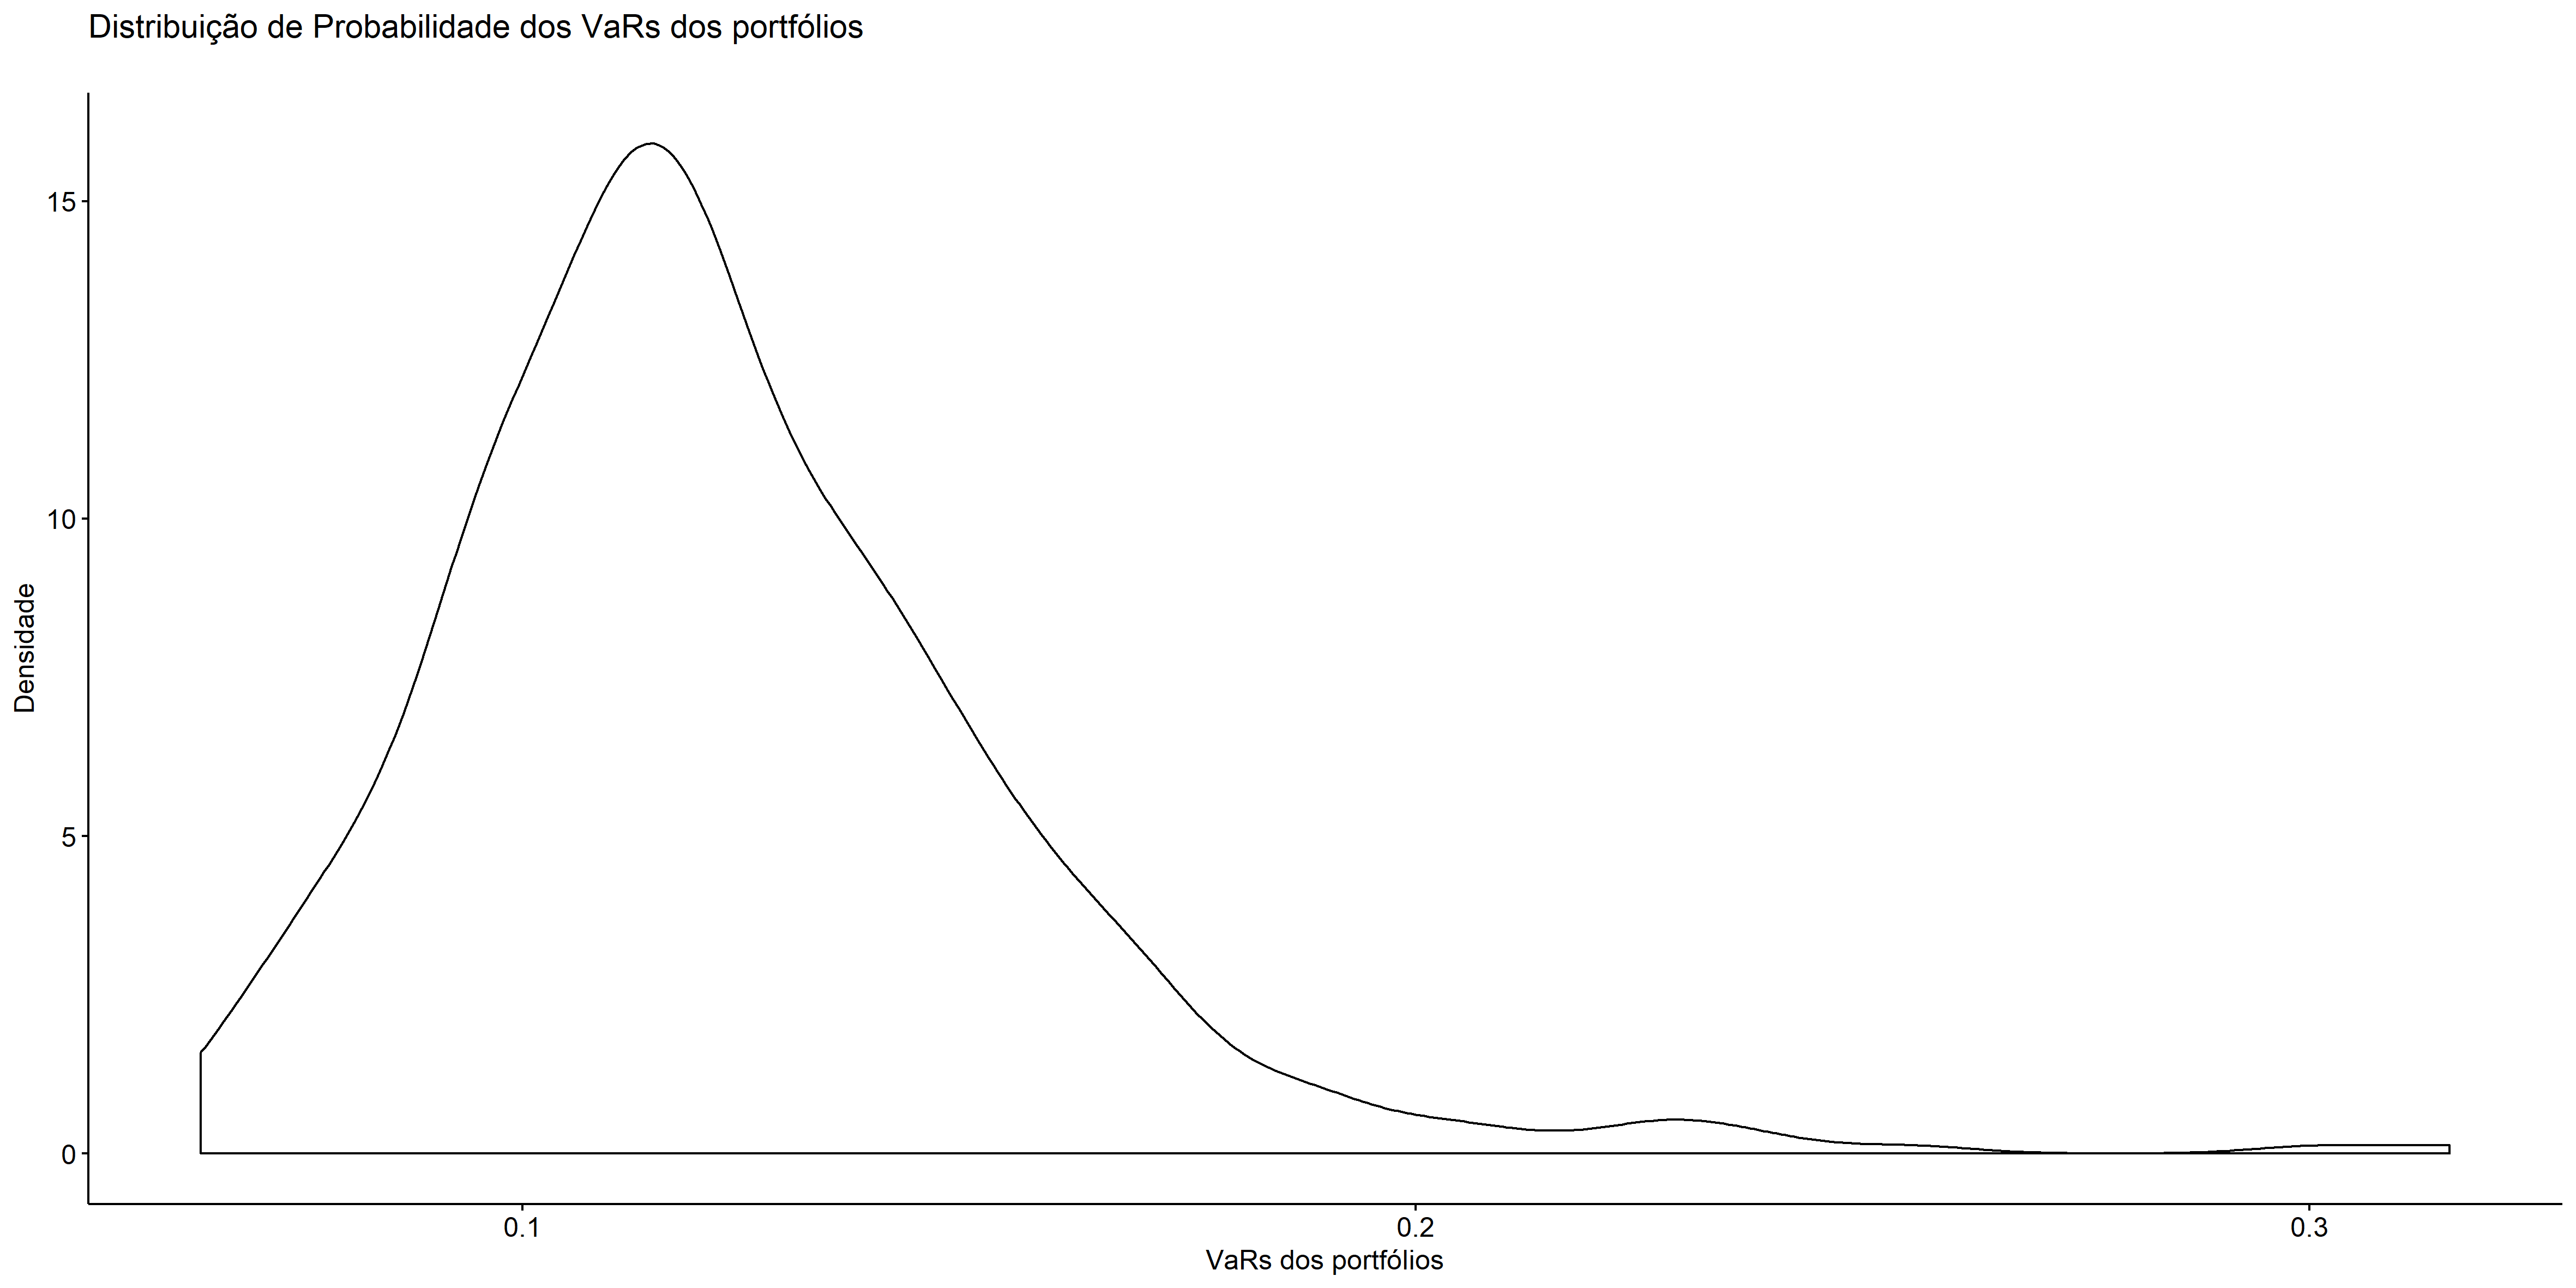 Distribuição de Probabilidade dos VaRs dos portfólios
15
10
5
0
Densidade
0.1
0.2
0.3
VaRs dos portfólios